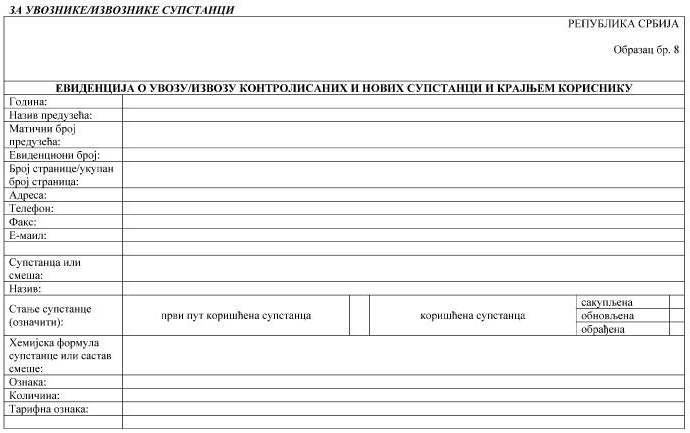 ЗА УВОЗНИКЕ/ИЗВОЗНИКЕ СУПСТАНЦИ
РЕПУБЛИКА СРБИЈА
Образац бр. 8
ЕВИДЕНЦИЈА О УВОЗУ/ИЗВОЗУ КОНТРОЛИСАНИХ И НОВИХ СУПСТАНЦИ И КРАЈЊЕМ КОРИСНИКУ
Година:
Назив предузећа:
Матични број
предузећа:
Евиденциони број:
Број странице/укупан
број страница:
Адреса:
Телефон:
Факс:
Е-маил:
Супстанца или
смеша:
Назив:
Стање супстанце
(означити):
први пут коришћена супстанца
коришћена супстанца
сакупљена
обновљена
обрађена
Хемијска формула
супстанце или састав
смеше:
Ознака:
Количина:
Тарифна ознака: